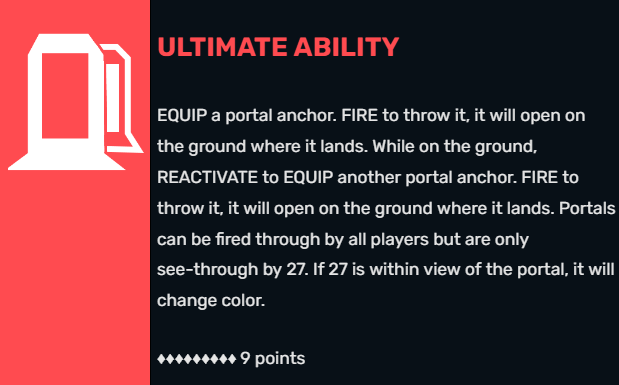 ULTIMATE ABILITY
EQUIP a portal anchor. FIRE to throw it, it will open on
the ground where it lands. While on the ground,
REACTIVATE to EQUIP another portal anchor. FIRE to
throw it, it will open on the ground where it lands. Portals
can be fired through by all players but are only
see-through by 27. If 27 is within view of the portal, it will
change color.
♦♦♦♦♦♦♦♦♦ 9 points